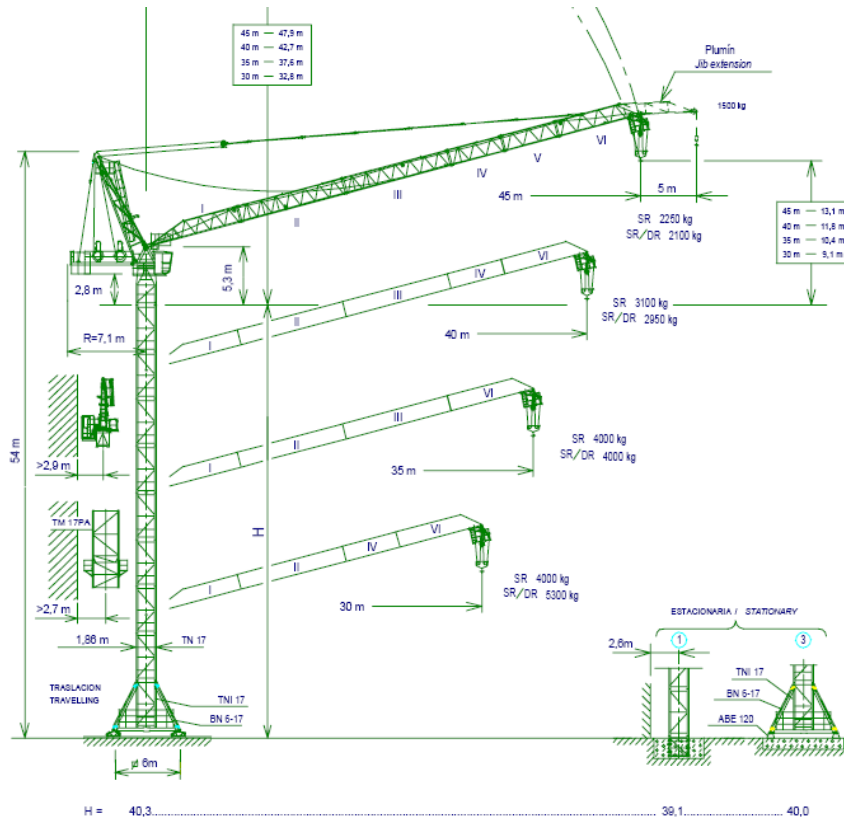 45 m — 47,9 m
40 m — 42,7 m
35 m — 37,6 m
30 m — 32,8 m
Plumín
Jib extension
1500 kg
I
II
III
IV
V
VI
45 m
5 m
SR 2250 kg
SR/DR 2100 kg
45 m — 13,1 m
40 m — 11,8 m
35 m — 10,4 m
30 m — 9,1 m
2,8 m
5,3 m
R=7,1 m
I
II
III
IV
VI
40 m
SR 3100 kg
SR/DR 2950 kg
54 m
>2,9 m
I
II
III
VI
35 m
SR 4000 kg
SR/DR 4000 kg
TM 17PA
H
>2,7 m
I
II
IV
VI
30 m
SR 4000 kg
SR/DR 5300 kg
1,86 m
TN 17
TRASLACION
TRAVELLING
TNI 17
BN 6-17
ø 6m
ESTACIONARIA / STATIONARY
2,6m
1
3
TNI 17
BN 6-17
ABE 120
H = 40,3.......................................................................................................39,1.......................... 40,0